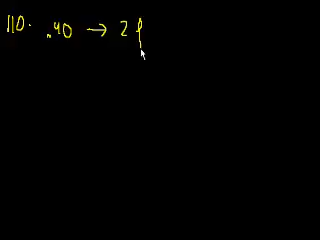 110. .40 → 2 f